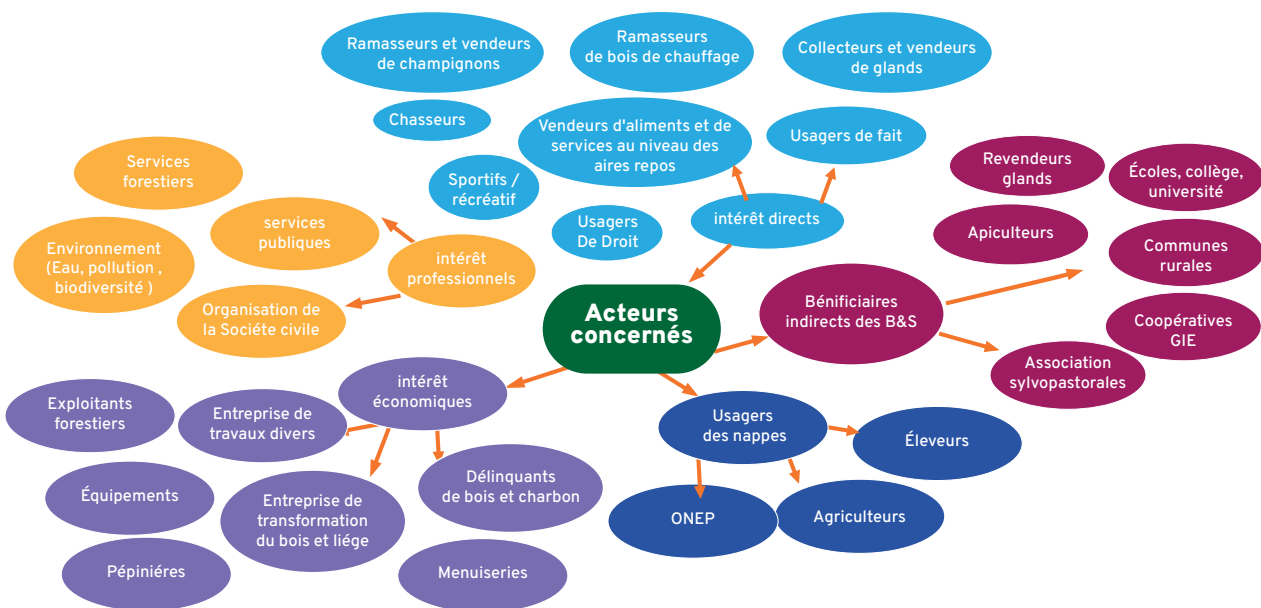 Ramasseurs et vendeurs
de champignons
Ramasseurs
de bois de chauffage
Collecteurs et vendeurs
de glands
Chasseurs
Vendeurs d'aliments et de
services au niveau des
aires repos
Usagers de fait
Sportifs /
récréatif
Usagers
De Droit
intérêt directs
Services
forestiers
services
publiques
Environnement
(Eau, pollution ,
biodiversité )
intérêt
professionnels
Organisation de
la Sociéte civile
Revendeurs
glands
Écoles, collège,
université
Apiculteurs
Communes
rurales
Bénificiaires
indirects des B&S
Coopératives
GIE
Association
sylvopastorales
Acteurs
concernés
intérêt
économiques
Exploitants
forestiers
Entreprise de
travaux divers
Équipements
Entreprise de
transformation
du bois et liége
Délinquants
de bois et charbon
Pépiniéres
Menuiseries
Usagers
des nappes
Éleveurs
ONEP
Agriculteurs